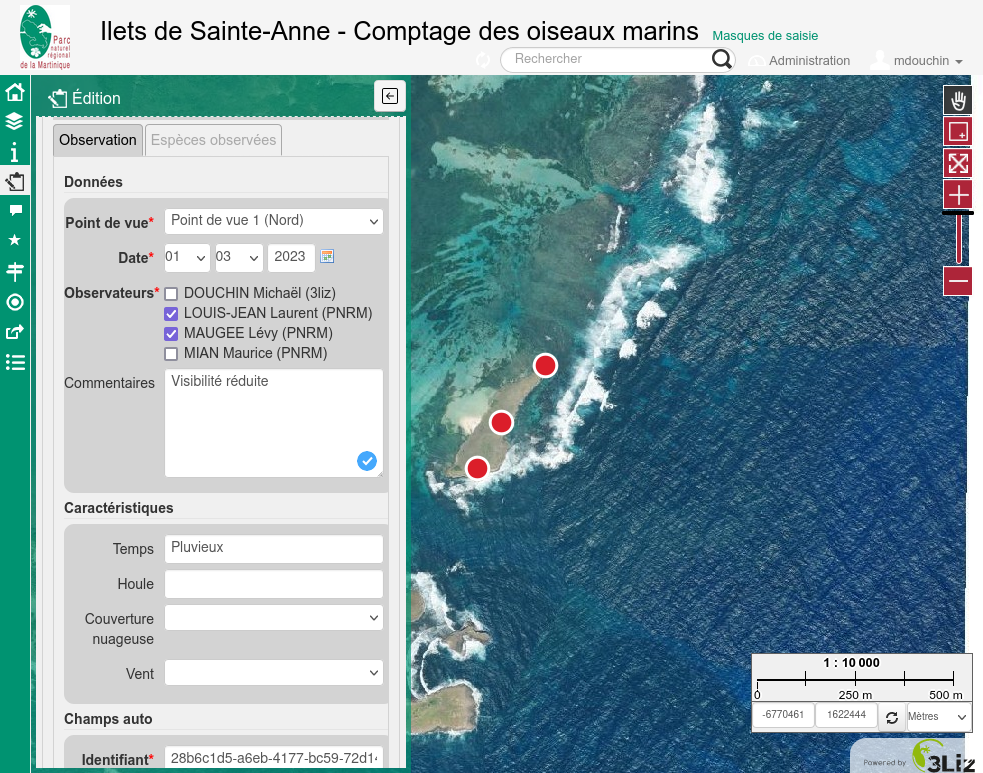 Parc
naturel
régional
de la Martinique
Ilets de Sainte-Anne - Comptage des oiseaux marins
Masques de saisie
Rechercher
Administration
mdouchin
Édition
Observation
Espèces observées
Données
Point de vue*
Point de vue 1 (Nord)
Date*
01
03
2023
Observateurs*
DOUCHIN Michaël (3liz)
LOUIS-JEAN Laurent (PNRM)
MAUGEE Lévy (PNRM)
MIAN Maurice (PNRM)
Commentaires
Visibilité réduite
Caractéristiques
Temps
Pluvieux
Houle
Couverture
nuageuse
Vent
Champs auto
Identifiant*
28b6c1d5-a6eb-4177-bc59-72d1
1 : 10 000
0
250 m
500 m
-6770461
1622444
Mètres
Powered by
3Liz